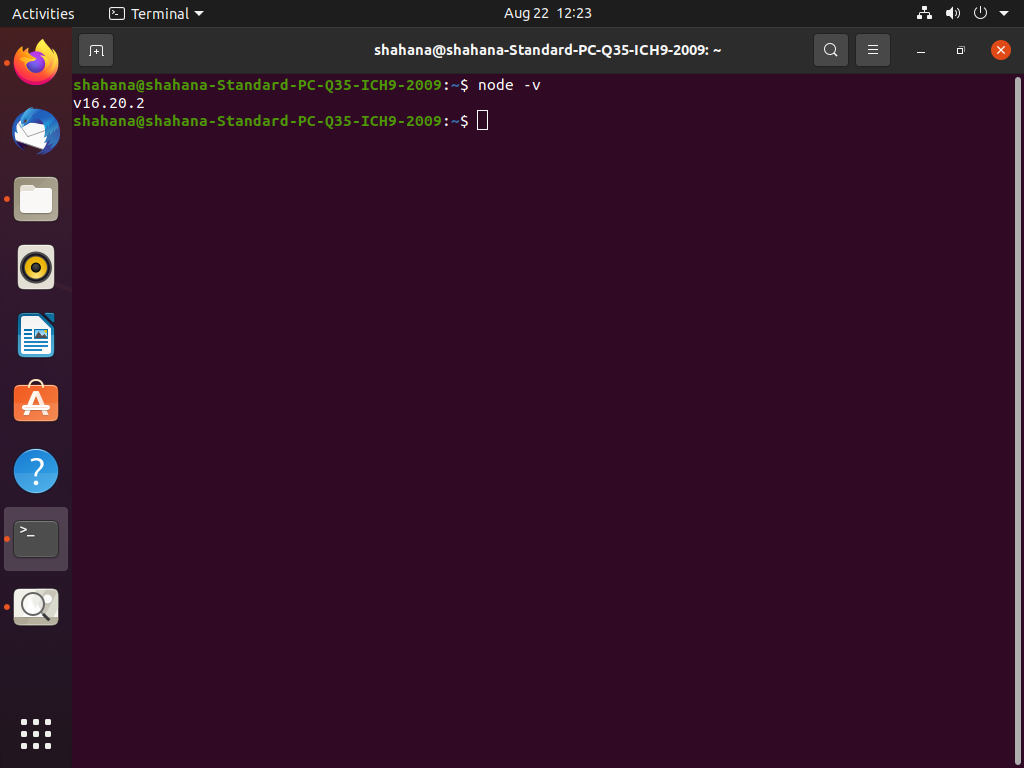 Activities
Terminal
Aug 22 12:23
shahana@shahana-Standard-PC-Q35-ICH9-2009: ~
shahana@shahana-Standard-PC-Q35-ICH9-2009:~$ node -v
v16.20.2
shahana@shahana-Standard-PC-Q35-ICH9-2009:~$